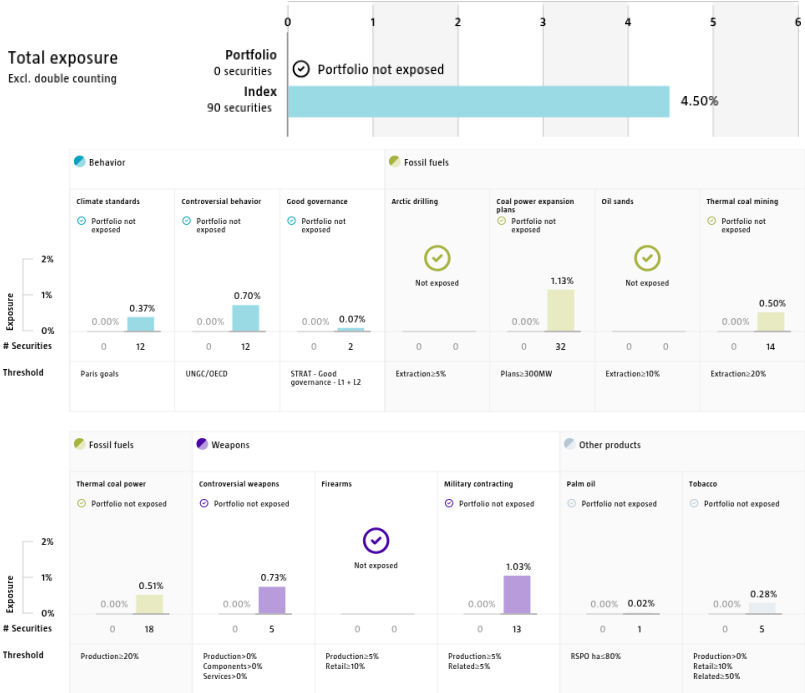 0 1 2 3 4 5 6
Total exposure
Excl. double counting
Portfolio
0 securities
Portfolio not exposed
Index
90 securities
4.50%
Behavior
Fossil fuels
Climate standards
Controversial behavior
Good governance
Arctic drilling
Coal power expansion
plans
Oil sands
Thermal coal mining
Portfolio not
exposed
Portfolio not
exposed
Portfolio not
exposed
Not exposed
Portfolio not
exposed
Not exposed
Portfolio not
exposed
Exposure
2%
1%
0%
0.00% 0.37%
0.00% 0.70%
0.00% 0.07%
0.00% 1.13%
0.00% 0.50%
# Securities 0 12 0 12 0 2 0 0 0 32 0 0 0 14
Threshold
Paris goals
UNGC/OECD
STRAT - Good
governance - L1 + L2
Extraction≥5%
Plans≥300MW
Extraction≥10%
Extraction≥20%
Fossil fuels
Weapons
Other products
Thermal coal power
Controversial weapons
Firearms
Military contracting
Palm oil
Tobacco
Portfolio not exposed
Portfolio not exposed
Not exposed
Portfolio not exposed
Portfolio not exposed
Portfolio not exposed
Exposure
2%
1%
0%
0.00% 0.51%
0.00% 0.73%
0.00% 1.03%
0.00% 0.02%
0.00% 0.28%
# Securities 0 18 0 5 0 0 0 13 0 1 0 5
Threshold
Production≥20%
Production>0%
Components>0%
Services>0%
Production≥5%
Retail≥10%
Production≥5%
Related≥5%
RSPO ha≤80%
Production>0%
Retail≥10%
Related≥50%